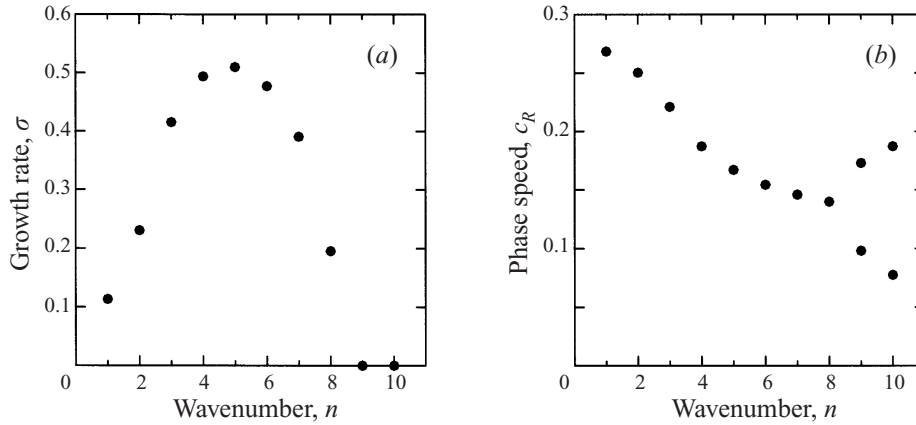 0.6
0.5
0.4
0.3
0.2
0.1
0 2 4 6 8 10
Growth rate, σ
Wavenumber, n
(a)
0.3
0.2
0.1
0
0 2 4 6 8 10
Phase speed, c_R
Wavenumber, n
(b)